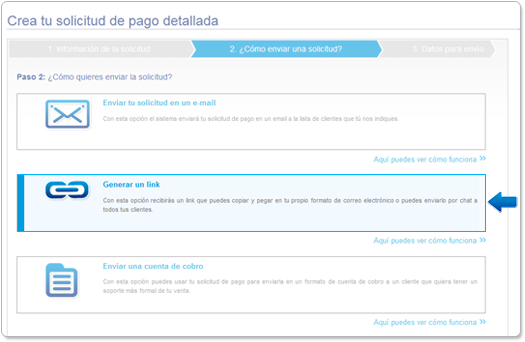 Crea tu solicitud de pago detallada
1. Información de la solicitud
2. ¿Cómo enviar una solicitud?
3. Datos para envío
Paso 2: ¿Cómo quieres enviar la solicitud?
Enviar tu solicitud en un e-mail
Con esta opción el sistema enviará tu solicitud de pago en un email a la lista de clientes que tú nos indiques.
Aquí puedes ver cómo funciona »
Generar un link
Con esta opción recibirás un link que puedes copiar y pegar en tu propio formato de correo electrónico o puedes enviarlo por chat a
todos tus clientes.
Aquí puedes ver cómo funciona »
Enviar una cuenta de cobro
Con esta opción puedes usar tu solicitud de pago para enviarla en un formato de cuenta de cobro a un cliente que quiera tener un
soporte más formal de tu venta.
Aquí puedes ver cómo funciona »